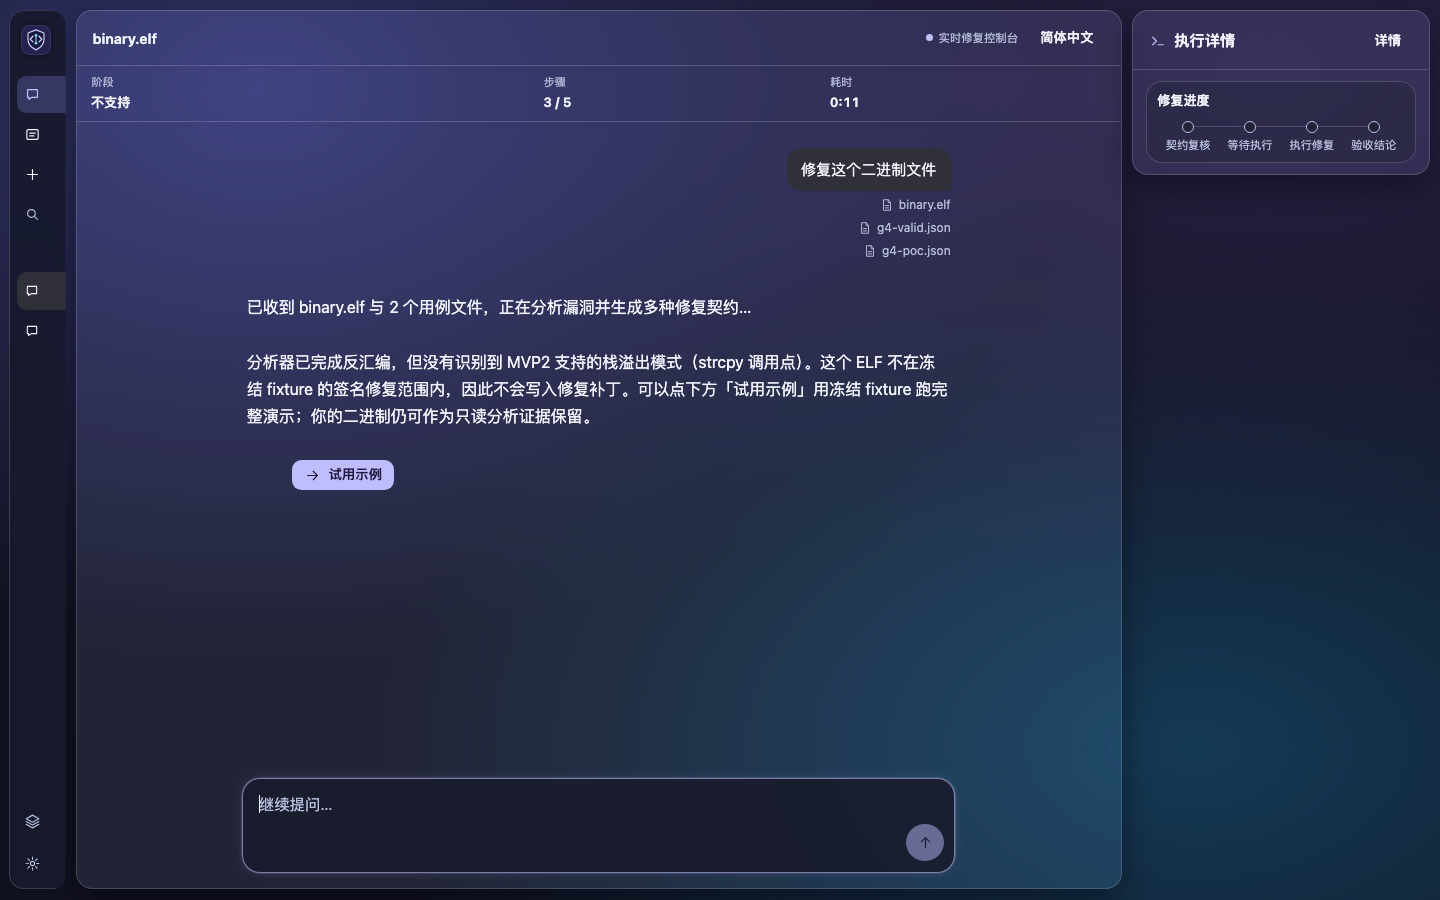 binary.elf
实时修复控制台
简体中文
阶段
不支持
步骤
3 / 5
耗时
0:11
修复这个二进制文件
binary.elf
g4-valid.json
g4-poc.json
已收到 binary.elf 与 2 个用例文件，正在分析漏洞并生成多种修复契约...
分析器已完成反汇编，但没有识别到 MVP2 支持的栈溢出模式（strcpy 调用点）。这个 ELF 不在冻
结 fixture 的签名修复范围内，因此不会写入修复补丁。可以点下方「试用示例」用冻结 fixture 跑完
整演示；你的二进制仍可作为只读分析证据保留。
试用示例
继续提问...
执行详情
详情
修复进度
契约复核
等待执行
执行修复
验收结论